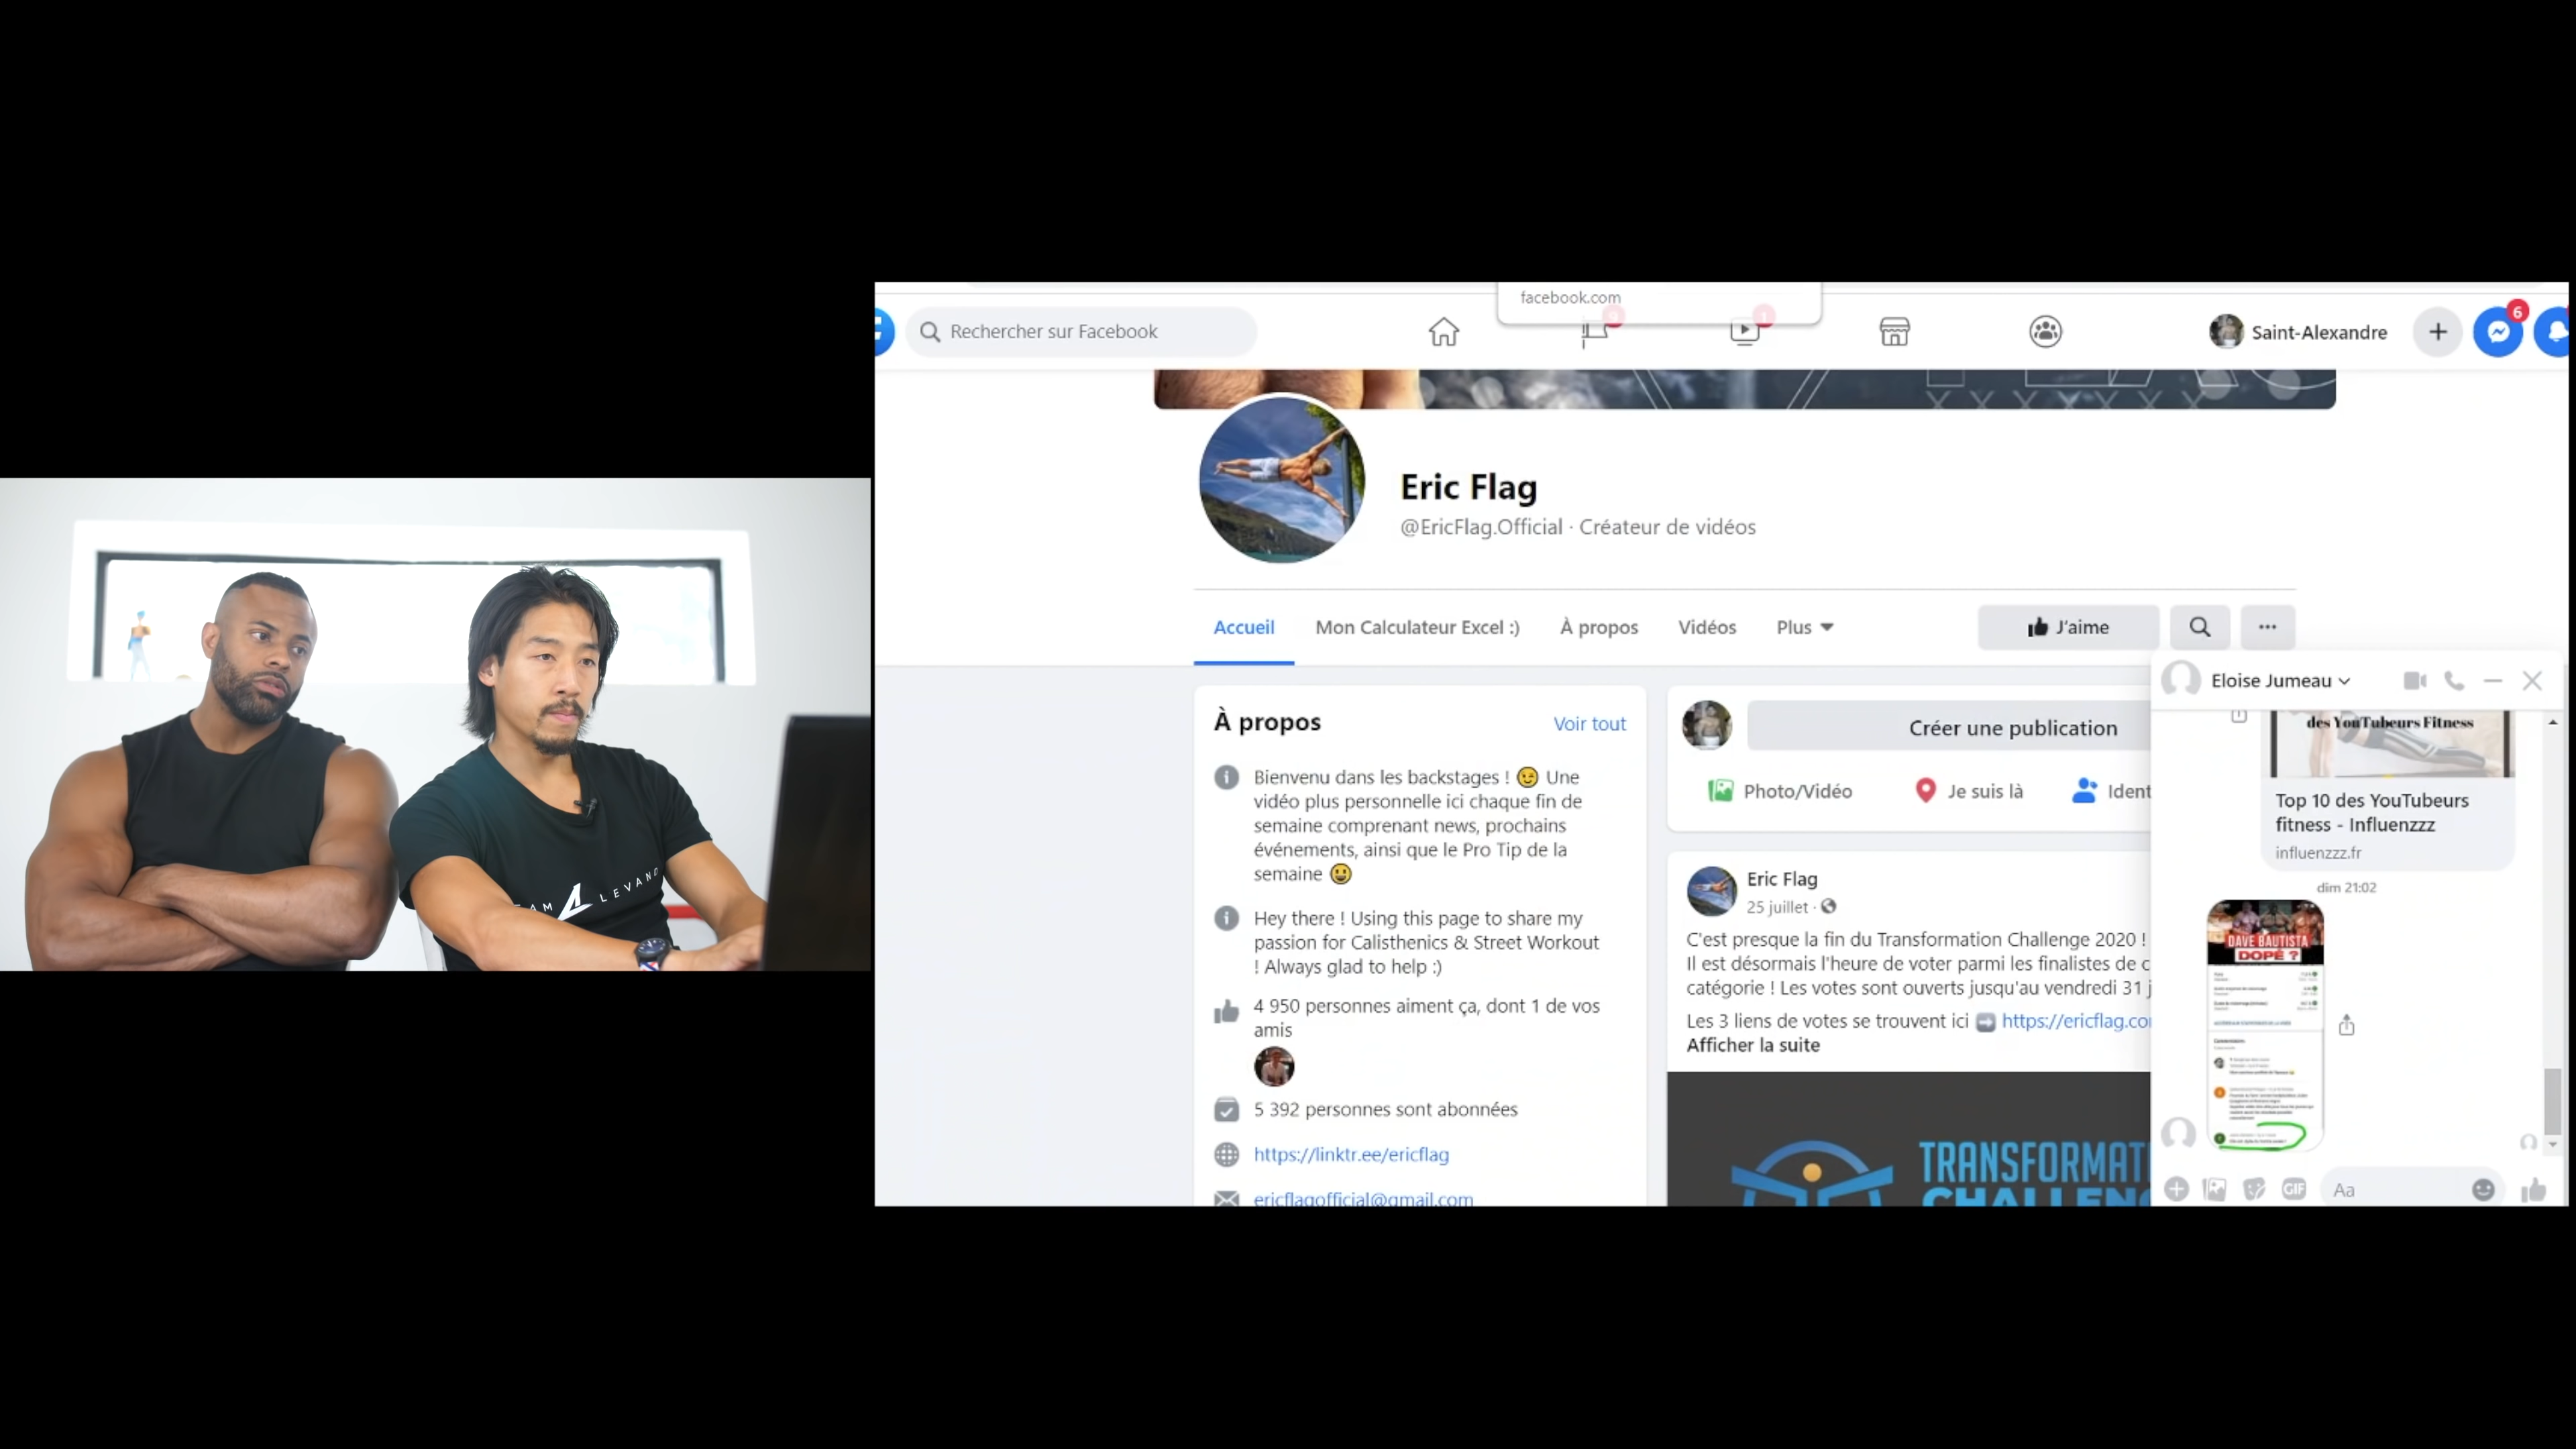 facebook.com
Rechercher sur Facebook
Saint-Alexandre
6
Eric Flag
@EricFlag.Official · Créateur de vidéos
Accueil
Mon Calculateur Excel :)
À propos
Vidéos
Plus
J'aime
À propos
Voir tout
Bienvenu dans les backstages ! 😉 Une
vidéo plus personnelle ici chaque fin de
semaine comprenant news, prochains
événements, ainsi que le Pro Tip de la
semaine 😃
Hey there ! Using this page to share my
passion for Calisthenics & Street Workout
! Always glad to help :)
4 950 personnes aiment ça, dont 1 de vos
amis
5 392 personnes sont abonnées
https://linktr.ee/ericflag
ericflagofficial@gmail.com
Créer une publication
Photo/Vidéo
Je suis là
Ident
Eric Flag
25 juillet ·
C'est presque la fin du Transformation Challenge 2020 !
Il est désormais l'heure de voter parmi les finalistes de c
catégorie ! Les votes sont ouverts jusqu'au vendredi 31 j
Les 3 liens de votes se trouvent ici ➡ https://ericflag.co
Afficher la suite
TRANSFORMAT
CHALLEN
Eloise Jumeau
des YouTubeurs Fitness
Top 10 des YouTubeurs
fitness - Influenzzz
influenzzz.fr
dim 21:02
DAVE BAUTISTA
DOPÉ ?
GIF
Aa
AM LEVAND